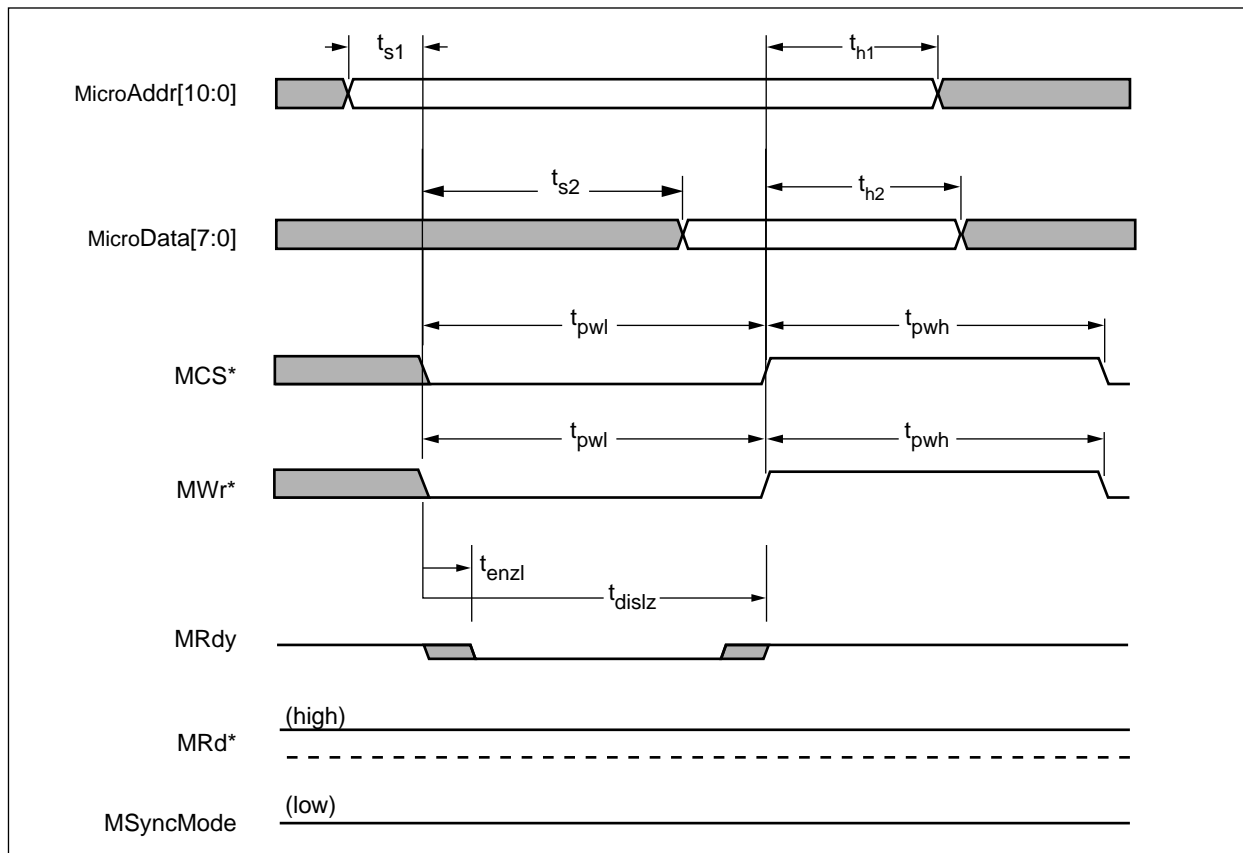 ts1
th1
MicroAddr[10:0]
ts2
th2
MicroData[7:0]
tpwl
tpwh
MCS*
tpwl
tpwh
MWr*
tenzl
tdislz
MRdy
(high)
MRd*
(low)
MSyncMode